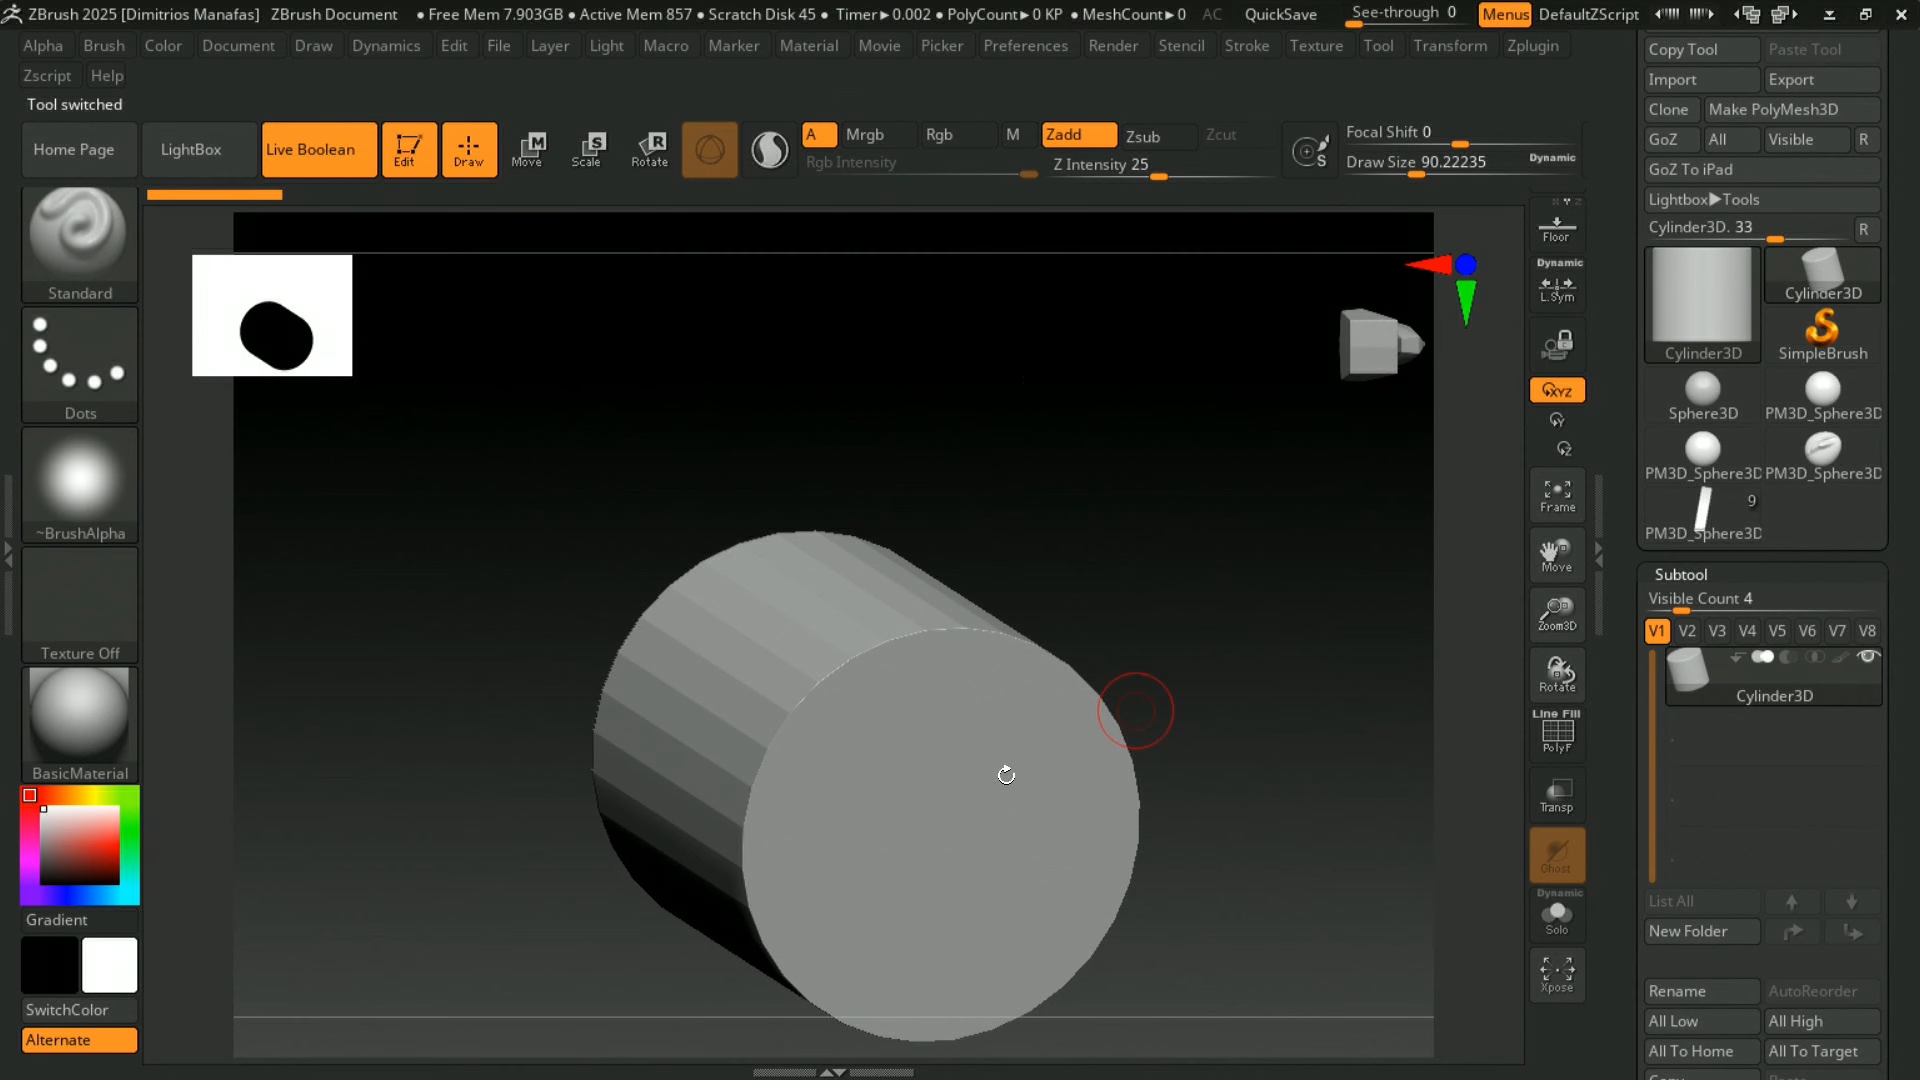 ZBrush 2025 [Dimitrios Manafas] ZBrush Document • Free Mem 7.903GB • Active Mem 857 • Scratch Disk 45 • Timer▶0.002 • PolyCount▶0 KP • MeshCount▶0 AC QuickSave See-through 0 Menus DefaultZScript
Alpha Brush Color Document Draw Dynamics Edit File Layer Light Macro Marker Material Movie Picker Preferences Render Stencil Stroke Texture Tool Transform Zplugin
Zscript Help
Tool switched
Home Page LightBox Live Boolean Edit Draw Move Scale Rotate
A Mrgb Rgb M Zadd Zsub Zcut
Rgb Intensity Z Intensity 25
Focal Shift 0
Draw Size 90.22235 Dynamic
Standard
Dots
~BrushAlpha
Texture Off
BasicMaterial
Gradient
SwitchColor
Alternate
Floor
Dynamic
L.Sym
XYZ
Y
Z
Frame
Move
Zoom3D
Rotate
Line Fill
PolyF
Transp
Ghost
Dynamic
Solo
Xpose
Copy Tool Paste Tool
Import Export
Clone Make PolyMesh3D
GoZ All Visible R
GoZ To iPad
Lightbox▶Tools
Cylinder3D. 33 R
Cylinder3D
Cylinder3D SimpleBrush
Sphere3D PM3D_Sphere3D
PM3D_Sphere3D PM3D_Sphere3D
9
PM3D_Sphere3D
Subtool
Visible Count 4
V1 V2 V3 V4 V5 V6 V7 V8
Cylinder3D
List All
New Folder
Rename AutoReorder
All Low All High
All To Home All To Target